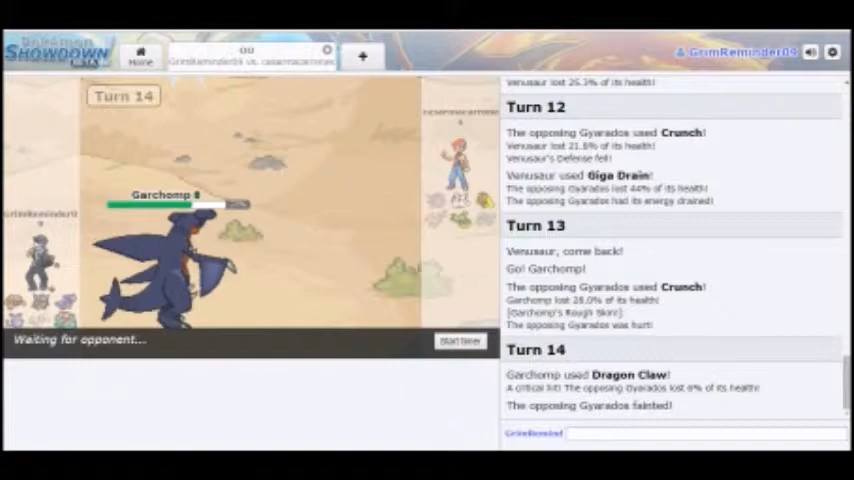 Pokémon
SHOWDOWN
BETA
Home
OU
GrimReminder09 vs.
+
GrimReminder09
Turn 14
Garchomp
Waiting for opponent...
Start timer
Venusaur lost 25.3% of its health!
Turn 12
The opposing Gyarados used Crunch!
Venusaur lost 21.8% of its health!
Venusaur's Defense fell!
Venusaur used Giga Drain!
The opposing Gyarados lost 44% of its health!
The opposing Gyarados had its energy drained!
Turn 13
Venusaur, come back!
Go! Garchomp!
The opposing Gyarados used Crunch!
Garchomp lost 28.0% of its health!
[Garchomp's Rough Skin!]
The opposing Gyarados was hurt!
Turn 14
Garchomp used Dragon Claw!
A critical hit! The opposing Gyarados lost 6% of its health!
The opposing Gyarados fainted!
GrimRemind